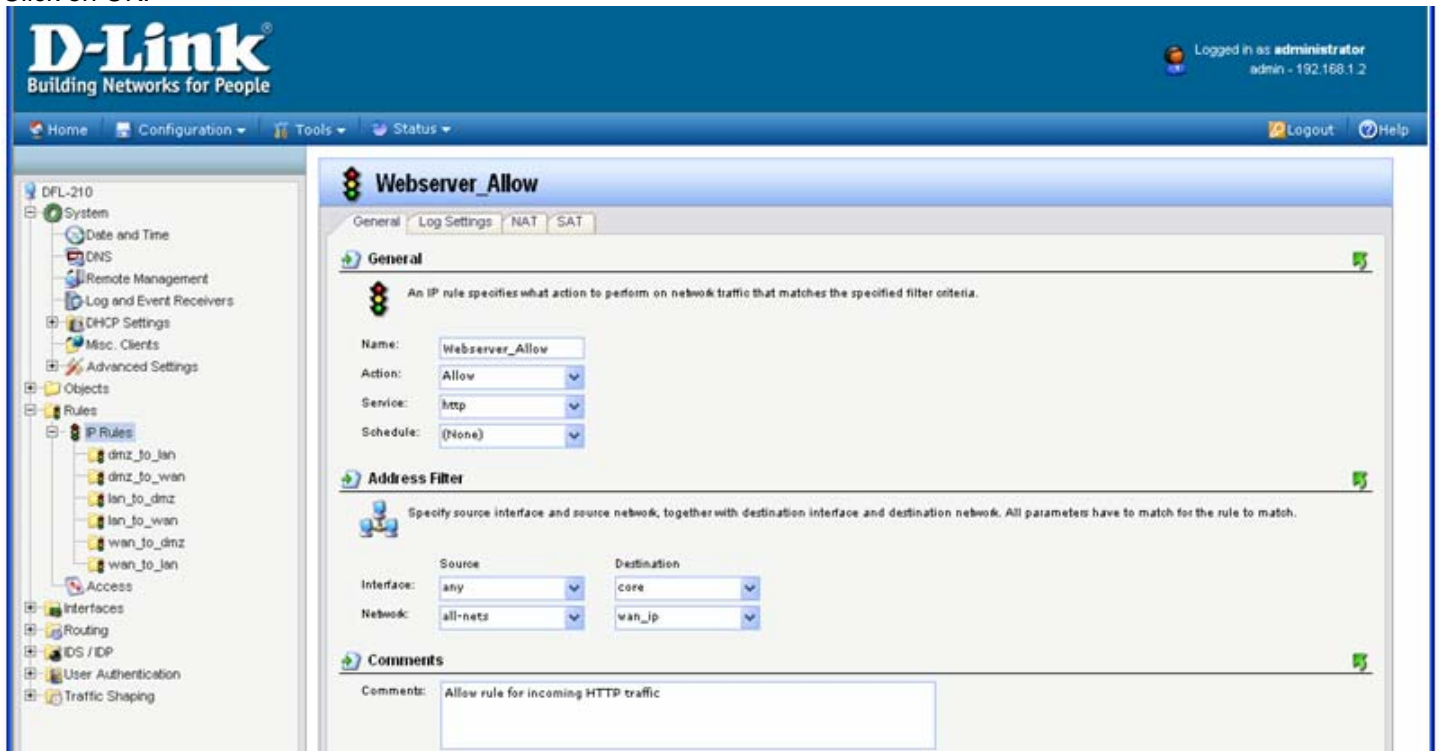 D-Link®
Building Networks for People
Logged in as administrator
admin - 192.168.1.2
Home Configuration Tools Status Logout Help
DFL-210
System
Date and Time
DNS
Remote Management
Log and Event Receivers
DHCP Settings
Misc. Clients
Advanced Settings
Objects
Rules
IP Rules
dmz_to_lan
dmz_to_wan
lan_to_dmz
lan_to_wan
wan_to_dmz
wan_to_lan
Access
Interfaces
Routing
IDS / IDP
User Authentication
Traffic Shaping
Webserver_Allow
General Log Settings NAT SAT
General
An IP rule specifies what action to perform on network traffic that matches the specified filter criteria.
Name: Webserver_Allow
Action: Allow
Service: http
Schedule: (None)
Address Filter
Specify source interface and source network, together with destination interface and destination network. All parameters have to match for the rule to match.
Source Destination
Interface: any core
Network: all-nets wan_ip
Comments
Comments: Allow rule for incoming HTTP traffic